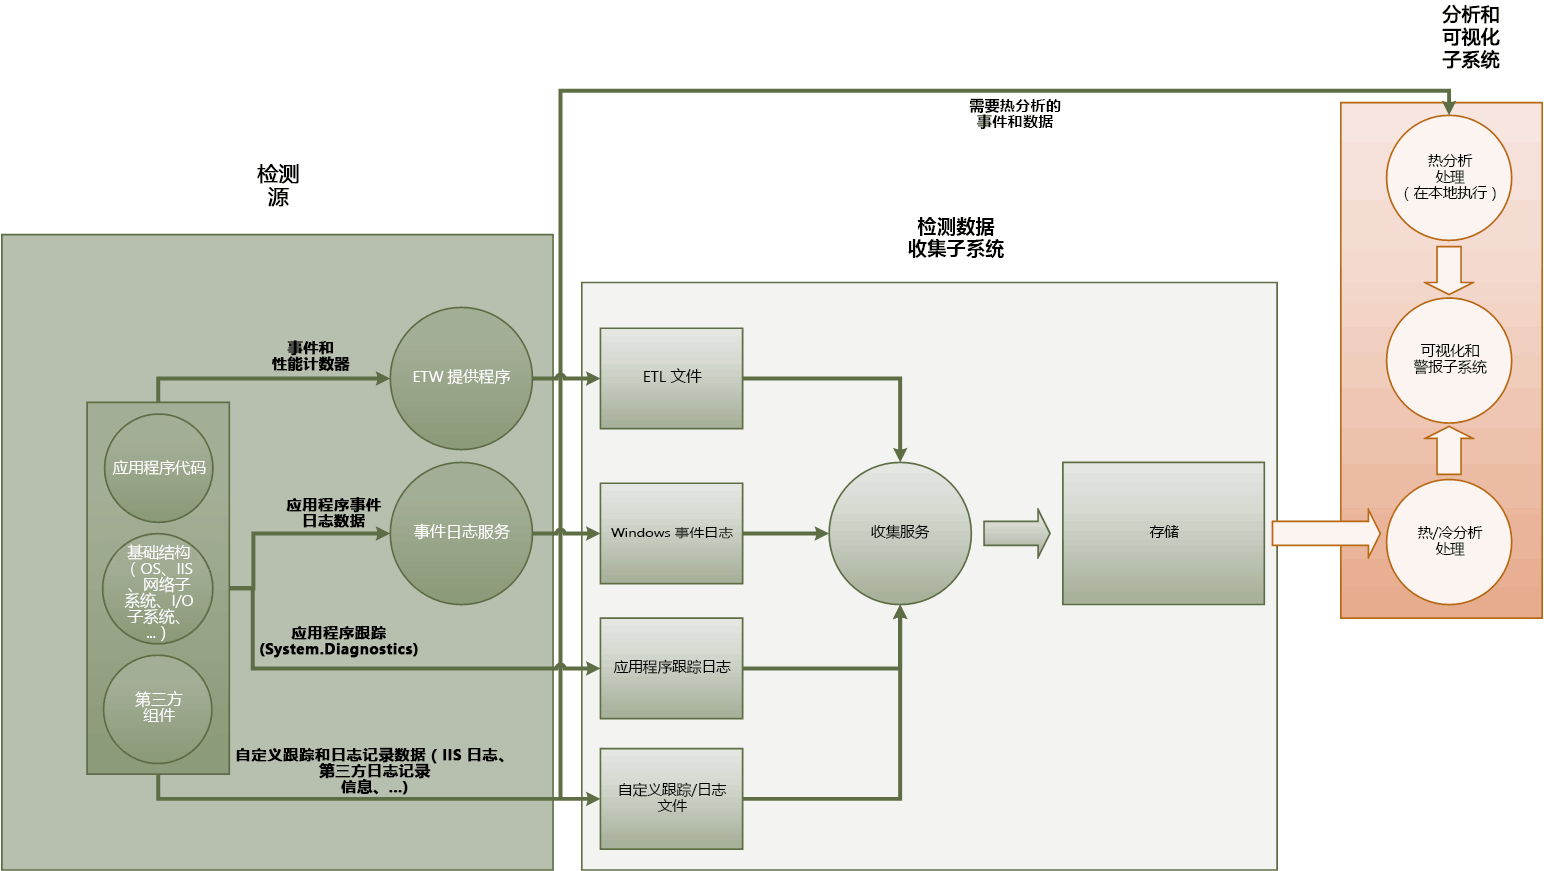 分析和
可视化
子系统
需要热分析的
事件和数据
热分析
处理
（在本地执行）
检测
源
检测数据
收集子系统
事件和
性能计数器
ETW 提供程序
ETL 文件
可视化和
警报子系统
应用程序代码
应用程序事件
日志数据
事件日志服务
Windows 事件日志
收集服务
存储
热/冷分析
处理
基础结构
（OS、IIS
、网络子
系统、I/O
子系统、
...）
应用程序跟踪
(System.Diagnostics)
应用程序跟踪日志
第三方
组件
自定义跟踪和日志记录数据（IIS 日志、
第三方日志记录
信息、...)
自定义跟踪/日志
文件